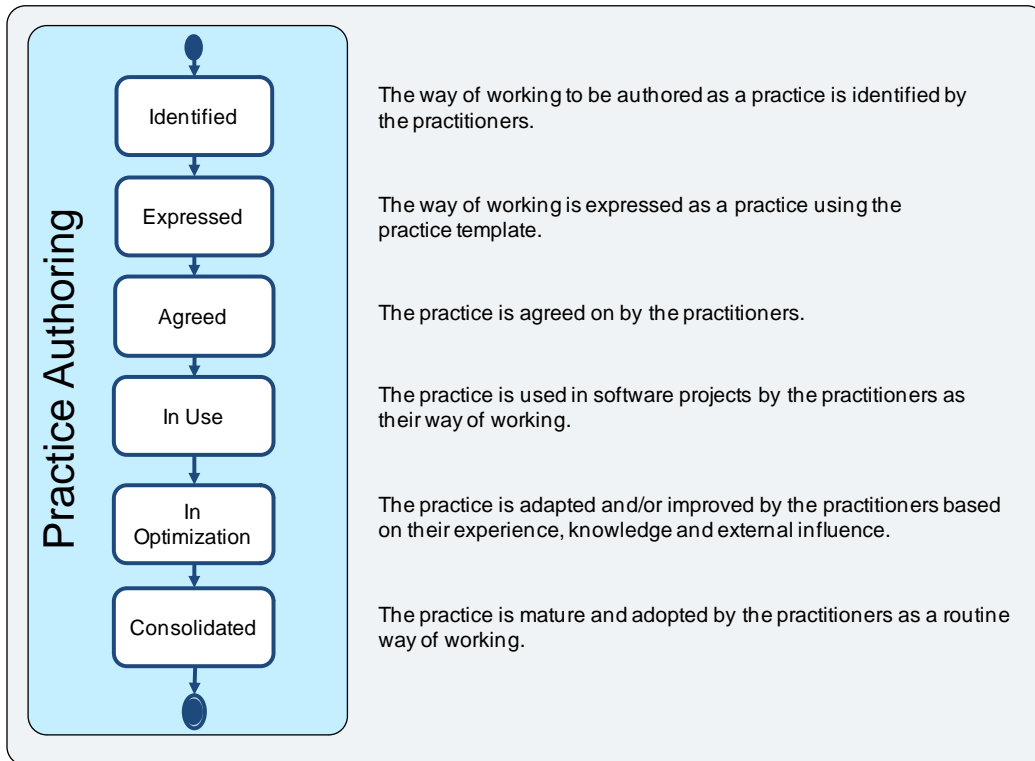 Practice Authoring
Identified
The way of working to be authored as a practice is identified by
the practitioners.
Expressed
The way of working is expressed as a practice using the
practice template.
Agreed
The practice is agreed on by the practitioners.
In Use
The practice is used in software projects by the practitioners as
their way of working.
In
Optimization
The practice is adapted and/or improved by the practitioners based
on their experience, knowledge and external influence.
Consolidated
The practice is mature and adopted by the practitioners as a routine
way of working.